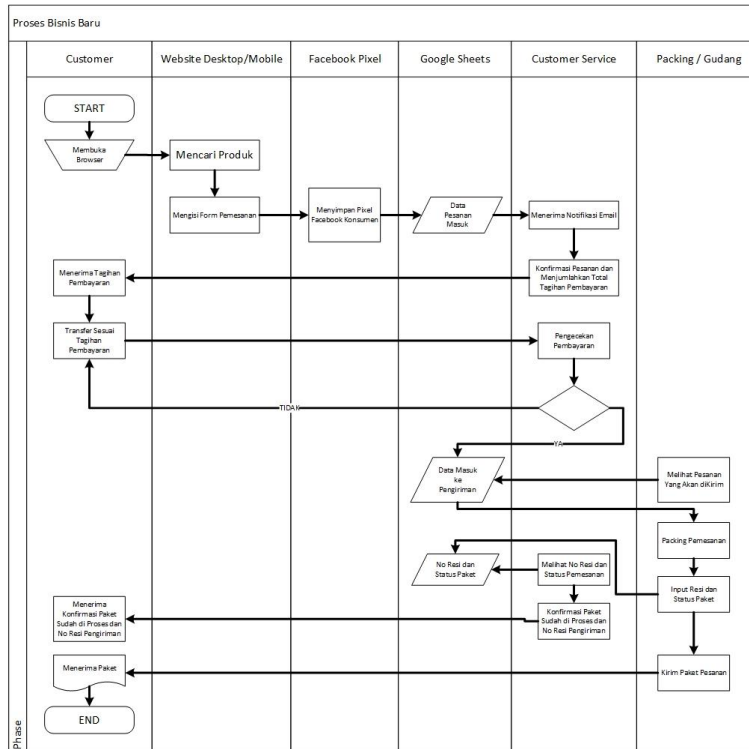 Proses Bisnis Baru
Customer
Website Desktop/Mobile
Facebook Pixel
Google Sheets
Customer Service
Packing / Gudang
START
Membuka
Browser
Mencari Produk
Mengisi Form Pemesanan
Menyimpan Pixel
Facebook Konsumen
Data
Pesanan
Masuk
Menerima Notifikasi Email
Menerima Tagihan
Pembayaran
Konfirmasi Pesanan dan
Menjumlahkan Total
Tagihan Pembayaran
Transfer Sesuai
Tagihan
Pembayaran
Pengecekan
Pembayaran
TIDAK
YA
Data Masuk
ke
Pengiriman
Melihat Pesanan
Yang Akan diKirim
Packing Pemesanan
No Resi dan
Status Paket
Melihat No Resi dan
Status Pemesanan
Input Resi dan
Status Paket
Menerima
Konfirmasi Paket
Sudah di Proses dan
No Resi Pengiriman
Konfirmasi Paket
Sudah di Proses dan
No Resi Pengiriman
Menerima Paket
Kirim Paket Pesanan
END
Phase